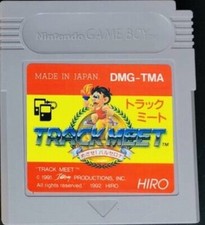 Nintendo GAME BOY
MADE IN JAPAN
DMG-TMA
トラック
ミート
TRACK MEET
"TRACK MEET"
PRODUCTIONS, INC.
All rights reserved 1992 HIRO
HIRO